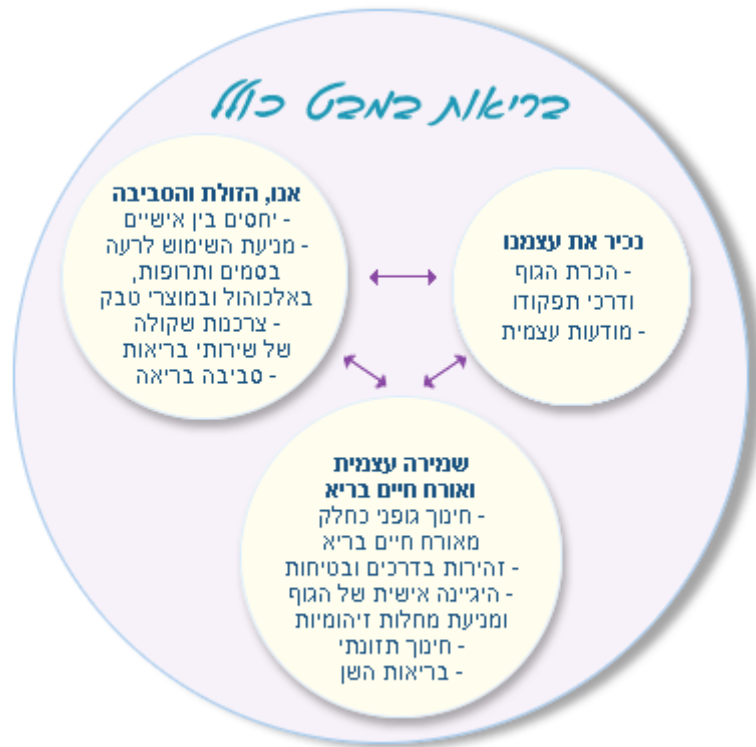 בריאות במבט כולל
נכיר את עצמנו
- הכרת הגוף
ודרכי תפקודו
- מודעות עצמית
אנו, הזולת והסביבה
- יחסים בין אישיים
- מניעת השימוש לרעה
בסמים ותרופות,
באלכוהול ובמוצרי טבק
- צרכנות שקולה
של שירותי בריאות
- סביבה בריאה
שמירה עצמית
ואורח חיים בריא
- חינוך גופני כחלק
מאורח חיים בריא
- זהירות בדרכים ובטיחות
- היגיינה אישית של הגוף
ומניעת מחלות זיהומיות
- חינוך תזונתי
- בריאות השן